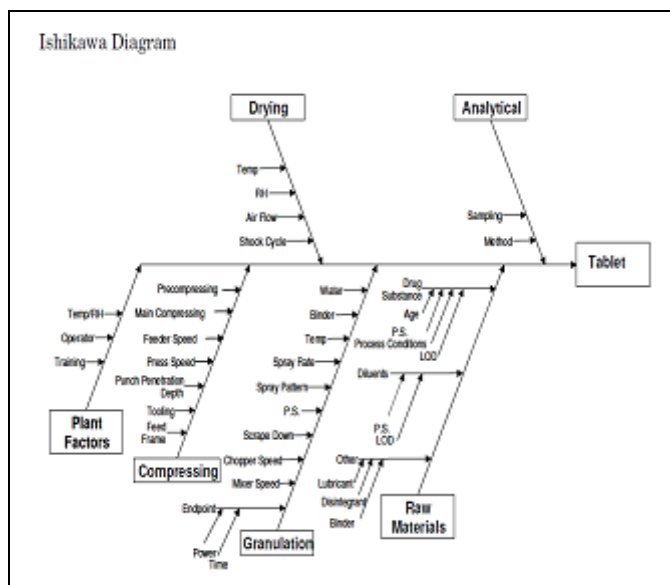 Ishikawa Diagram
Drying
Analytical
Temp
RH
Air Flow
Shock Cycle
Sampling
Method
Tablet
Temp/RH
Operator
Training
Plant
Factors
Precompressing
Main Compressing
Feeder Speed
Press Speed
Punch Penetration
Depth
Tooling
Feed
Frame
Compressing
Water
Binder
Temp
Spray Rate
Spray Pattern
P.S.
Scrape Down
Chopper Speed
Mixer Speed
Endpoint
Power
Time
Granulation
Drug
Substance
Age
P.S.
Process Conditions
LOD
Diluents
P.S.
LOD
Other
Lubricant
Disintegrant
Binder
Raw
Materials